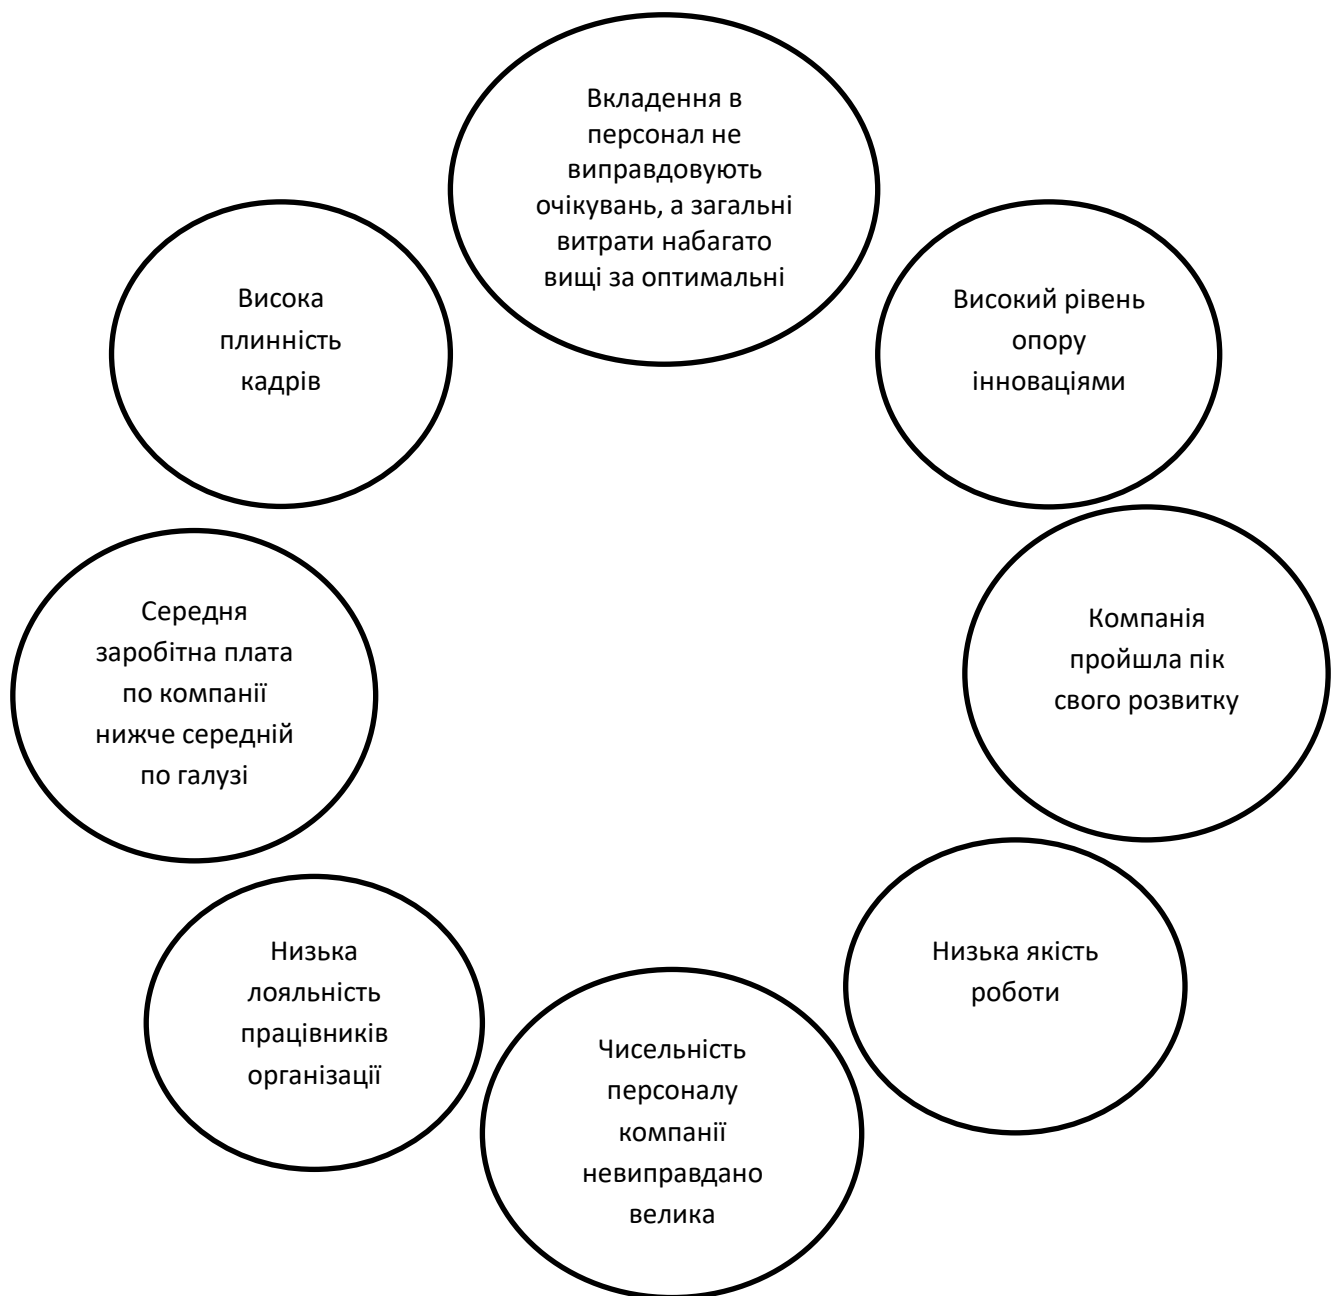 Вкладення в
персонал не
виправдовують
очікувань, а загальні
витрати набагато
вищі за оптимальні
Високий рівень
опору
інноваціями
Компанія
пройшла пік
свого розвитку
Низька якість
роботи
Чисельність
персоналу
компанії
невиправдано
велика
Низька
лояльність
працівників
організації
Середня
заробітна плата
по компанії
нижче середній
по галузі
Висока
плинність
кадрів